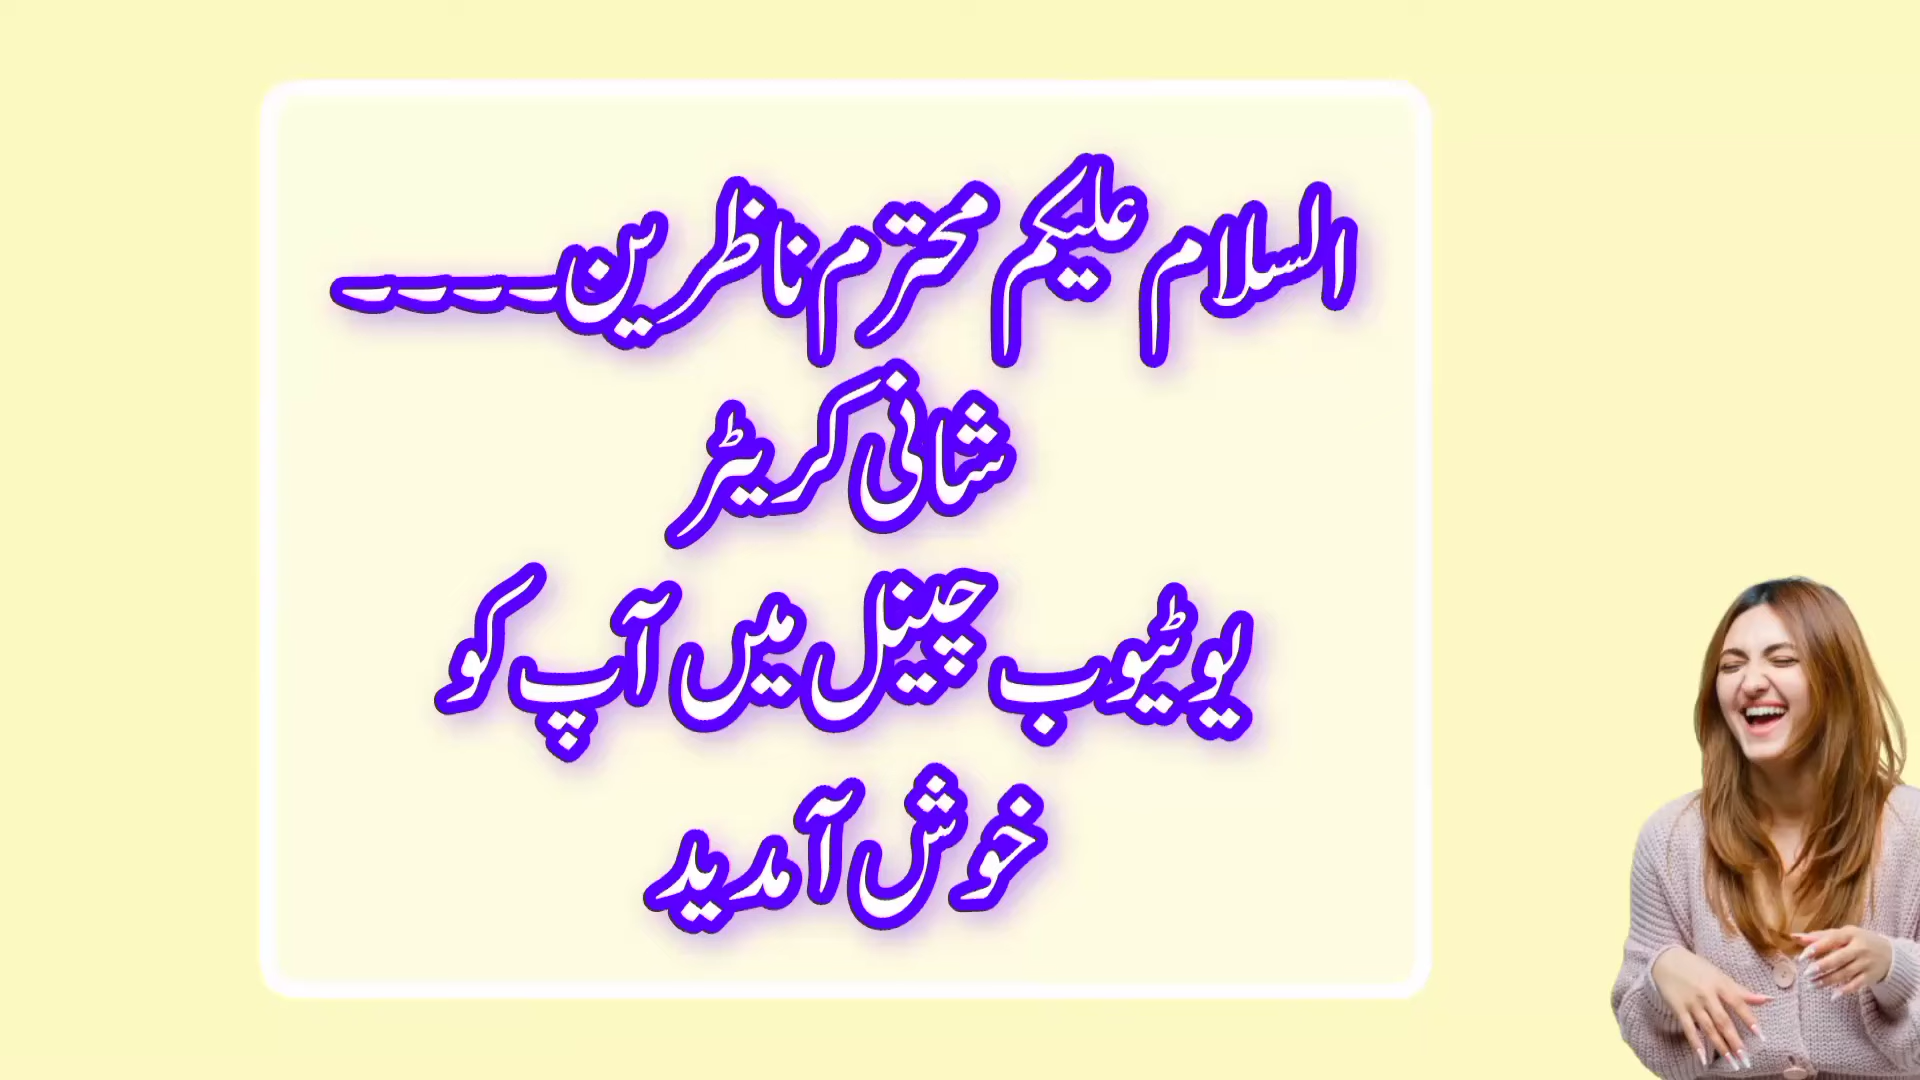 السلام علیکم محترم ناظرین۔۔۔۔
شانی کریٹر
یوٹیوب چینل میں آپ کو
خوش آمدید